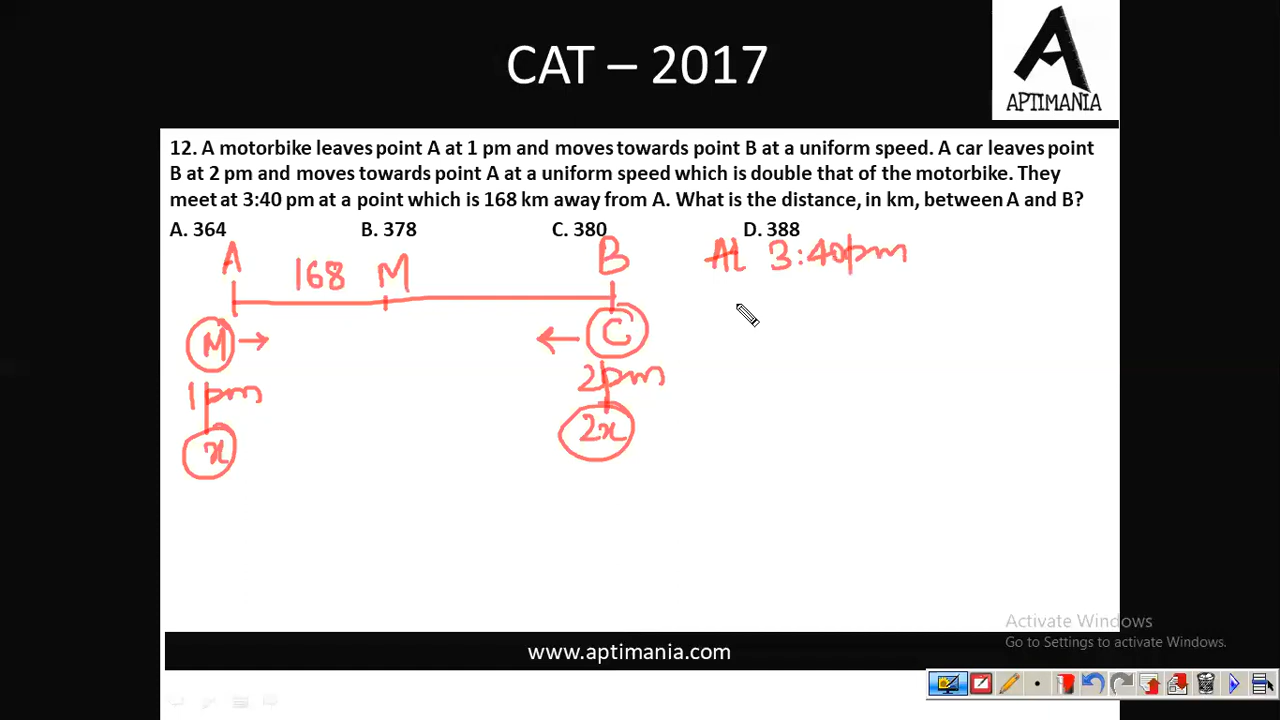 CAT – 2017
A
APTIMANIA
12. A motorbike leaves point A at 1 pm and moves towards point B at a uniform speed. A car leaves point
B at 2 pm and moves towards point A at a uniform speed which is double that of the motorbike. They
meet at 3:40 pm at a point which is 168 km away from A. What is the distance, in km, between A and B?
A. 364 B. 378 C. 380 D. 388
A 168 M B At 3:40pm
M C
1pm 2pm
x 2x
Activate Windows
Go to Settings to activate Windows.
www.aptimania.com